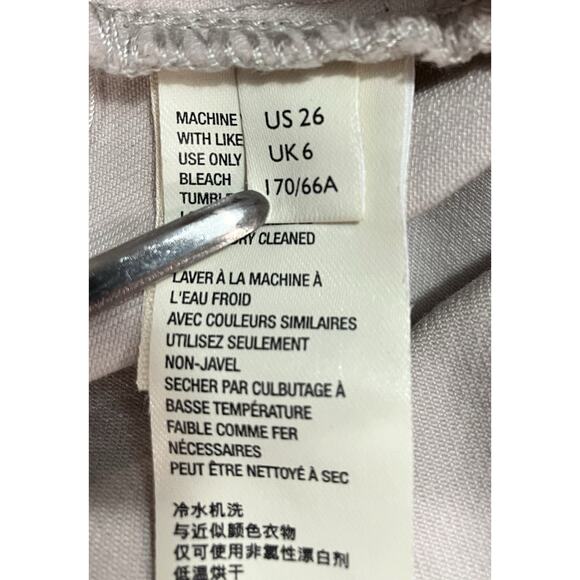 US 26
UK 6
170/66A
MACHINE
WITH LIKE
USE ONLY
BLEACH
TUMBLE
DRY CLEANED
LAVER À LA MACHINE À
L'EAU FROID
AVEC COULEURS SIMILAIRES
UTILISEZ SEULEMENT
NON-JAVEL
SECHER PAR CULBUTAGE À
BASSE TEMPÉRATURE
FAIBLE COMME FER
NÉCESSAIRES
PEUT ÊTRE NETTOYÉ À SEC
冷水机洗
与近似颜色衣物
仅可使用非氯性漂白剂
低温烘干